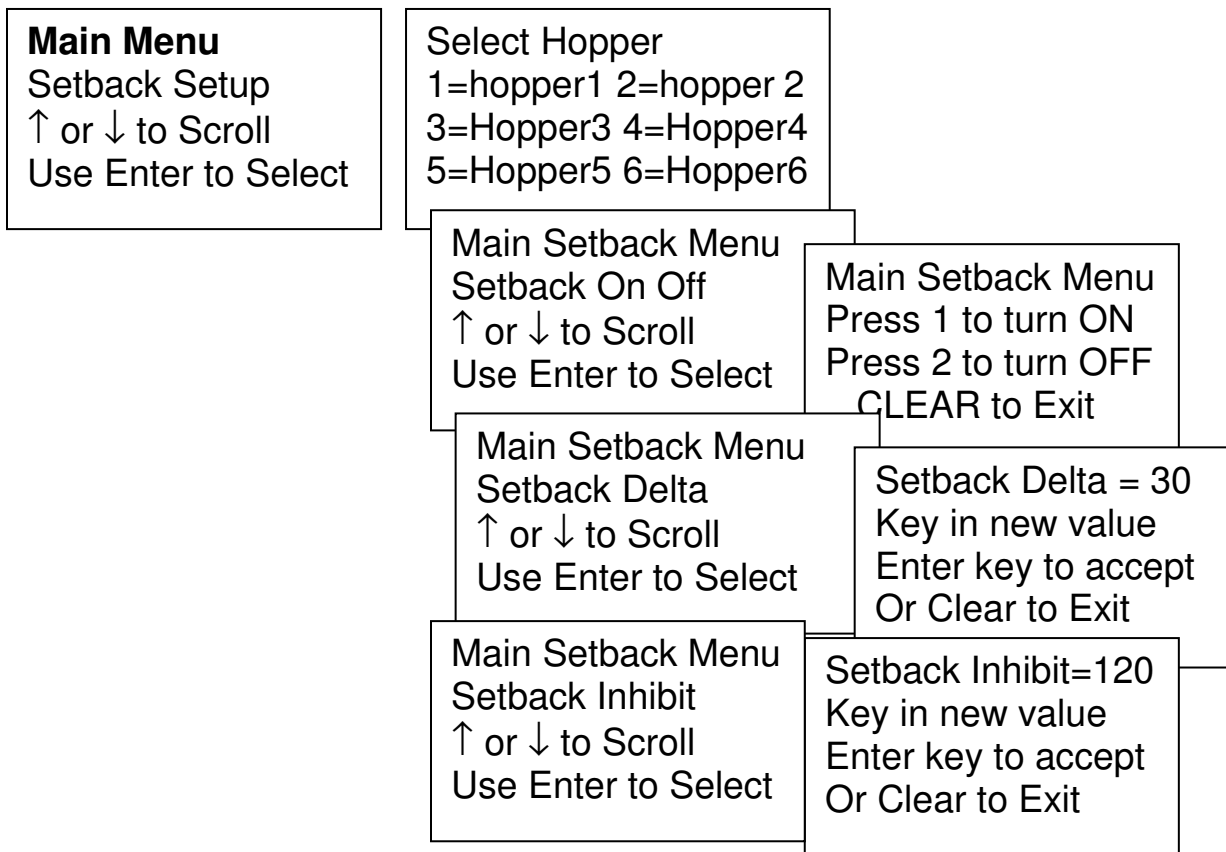 Main Menu
Setback Setup
↑ or ↓ to Scroll
Use Enter to Select
Select Hopper
1=hopper1 2=hopper 2
3=Hopper3 4=Hopper4
5=Hopper5 6=Hopper6
Main Setback Menu
Setback On Off
↑ or ↓ to Scroll
Use Enter to Select
Main Setback Menu
Press 1 to turn ON
Press 2 to turn OFF
CLEAR to Exit
Main Setback Menu
Setback Delta
↑ or ↓ to Scroll
Use Enter to Select
Setback Delta = 30
Key in new value
Enter key to accept
Or Clear to Exit
Main Setback Menu
Setback Inhibit
↑ or ↓ to Scroll
Use Enter to Select
Setback Inhibit=120
Key in new value
Enter key to accept
Or Clear to Exit